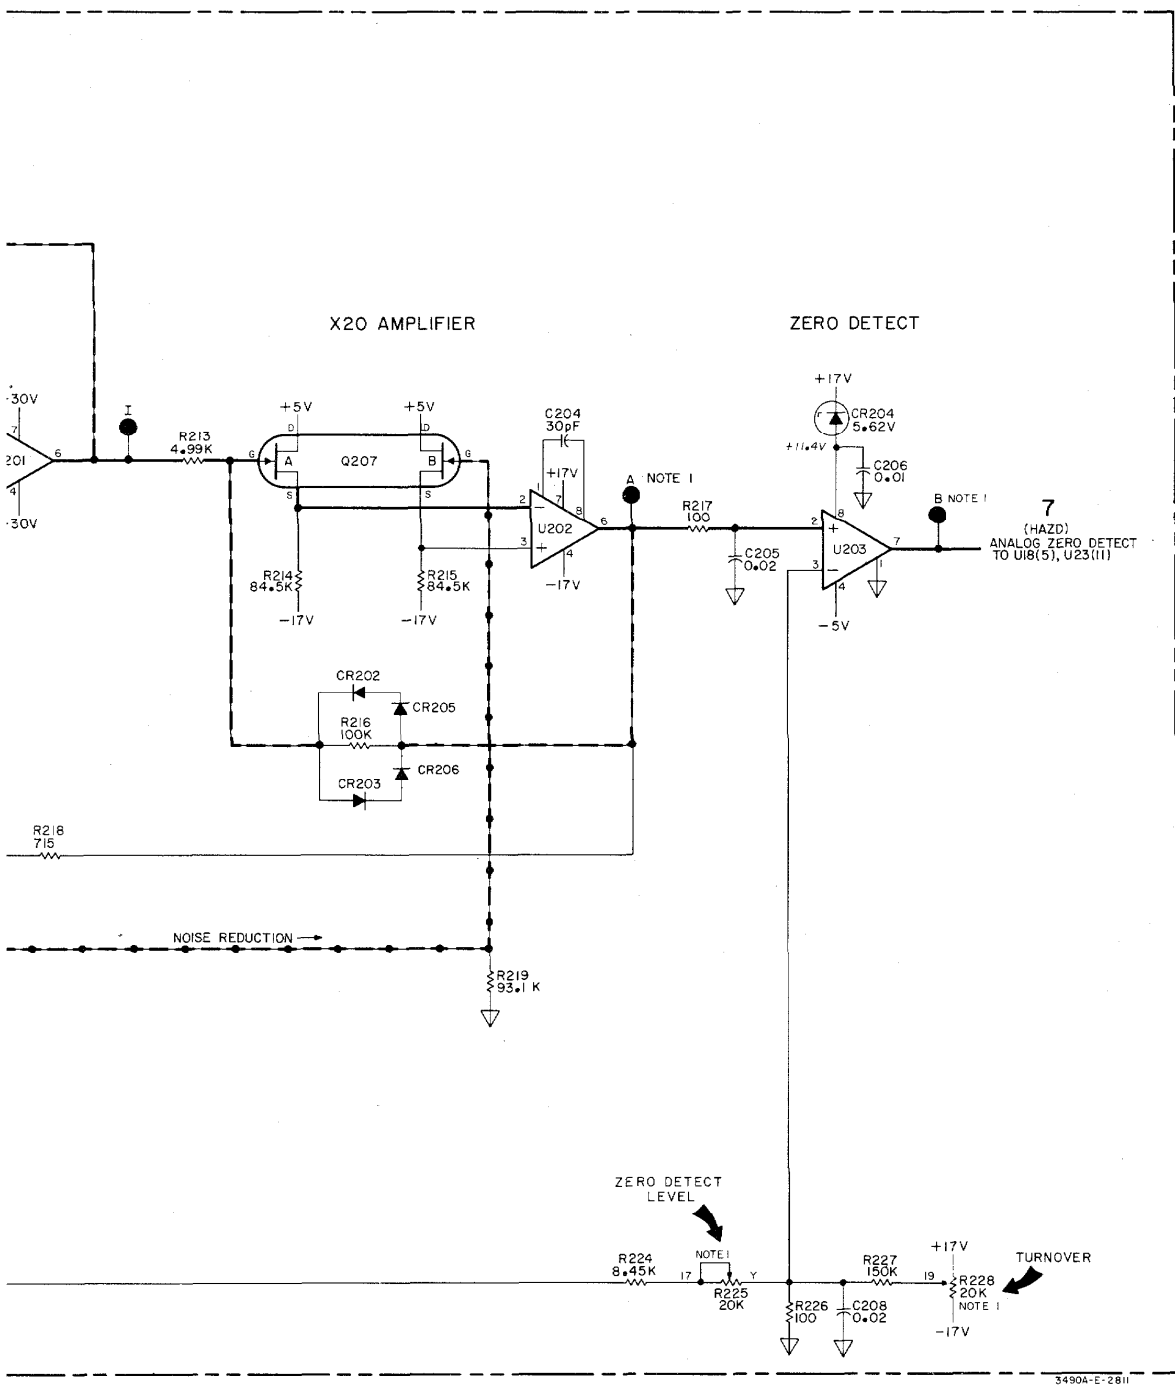 X20 AMPLIFIER
ZERO DETECT
-30V
7
201
6
4
-30V
I
R213
4.99K
+5V
D
G
A
Q207
S
+5V
D
B
G
S
R214
84.5K
-17V
R215
84.5K
-17V
C204
30pF
1
+17V
7
8
2
-
U202
3
+
4
-17V
6
A NOTE 1
R217
100
C205
0.02
+17V
CR204
5.62V
+11.4V
C206
0.01
8
2
+
U203
3
-
7
1
4
-5V
B NOTE 1
7
(HAZD)
ANALOG ZERO DETECT
TO U18(5), U23(11)
CR202
CR205
R216
100K
CR206
CR203
R218
715
NOISE REDUCTION
R219
93.1 K
ZERO DETECT
LEVEL
R224
8.45K
17
NOTE 1
Y
R225
20K
R226
100
C208
0.02
R227
150K
19
+17V
R228
20K
NOTE 1
-17V
TURNOVER
3490A-E-2811